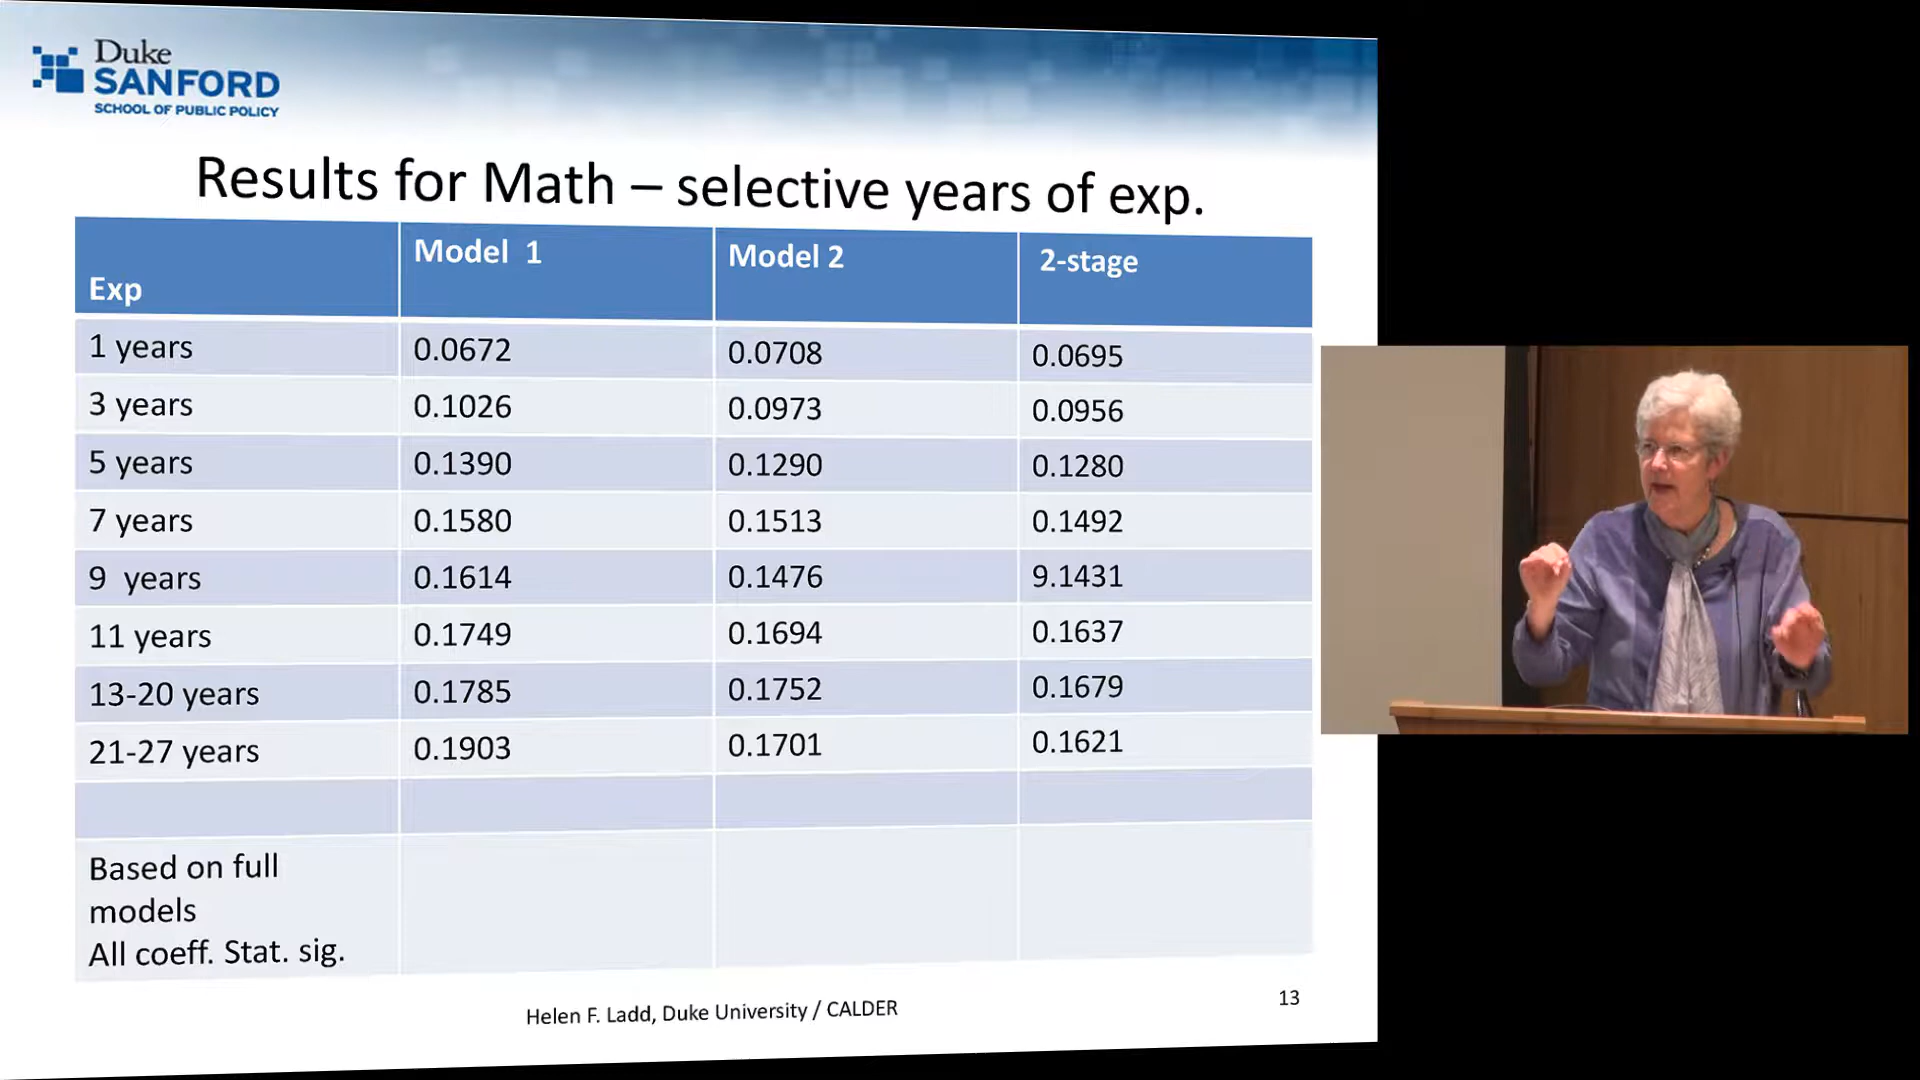 Duke
SANFORD
SCHOOL OF PUBLIC POLICY
Results for Math – selective years of exp.
Exp Model 1 Model 2 2-stage
1 years 0.0672 0.0708 0.0695
3 years 0.1026 0.0973 0.0956
5 years 0.1390 0.1290 0.1280
7 years 0.1580 0.1513 0.1492
9 years 0.1614 0.1476 9.1431
11 years 0.1749 0.1694 0.1637
13-20 years 0.1785 0.1752 0.1679
21-27 years 0.1903 0.1701 0.1621
Based on full
models
All coeff. Stat. sig.
Helen F. Ladd, Duke University / CALDER
13